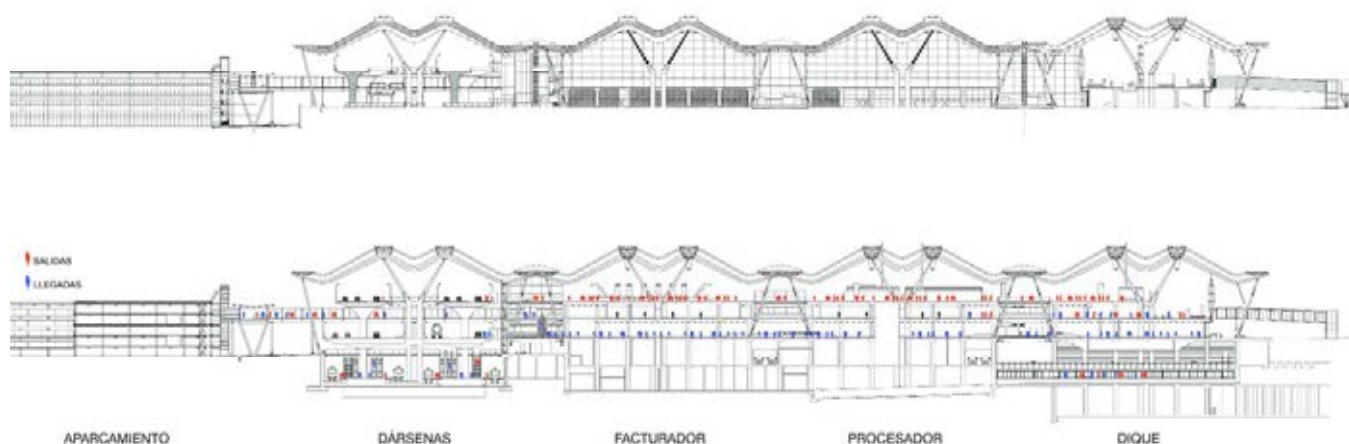 SALIDAS
LLEGADAS
APARCAMIENTO DÁRSENAS FACTURADOR PROCESADOR DIQUE